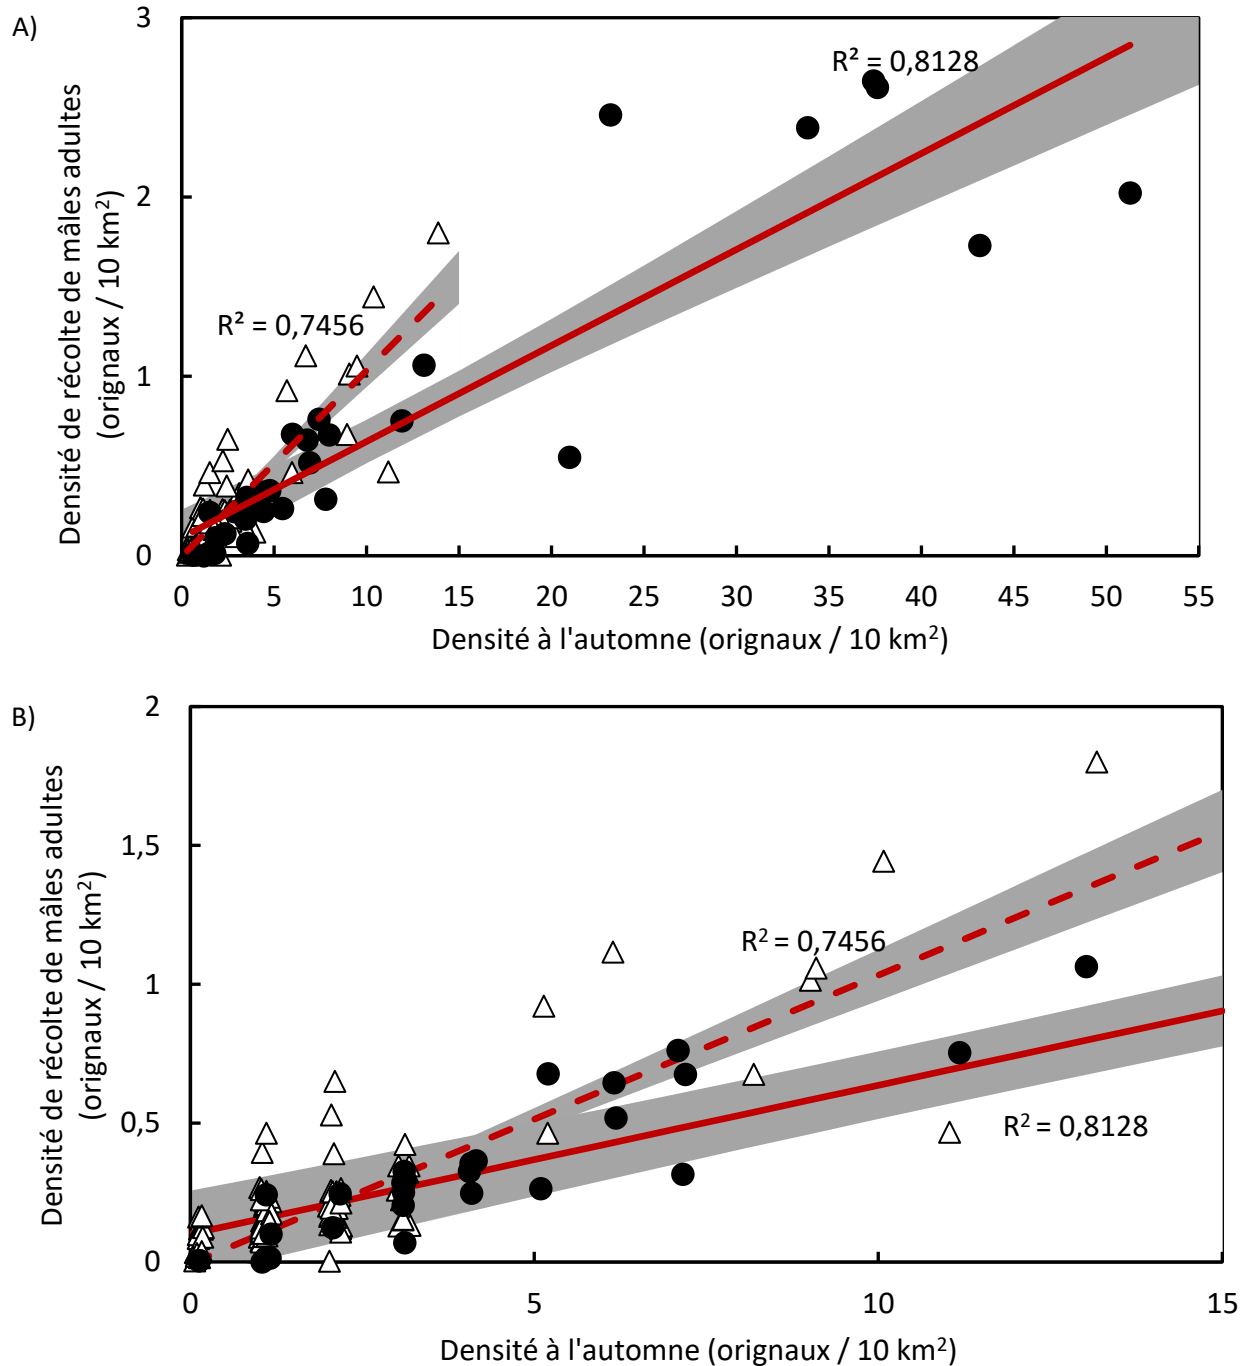 A)
Densité de récolte de mâles adultes
(orignaux / 10 km²)
3
2
1
0
R² = 0,8128
R² = 0,7456
0 5 10 15 20 25 30 35 40 45 50 55
Densité à l'automne (orignaux / 10 km²)
B)
Densité de récolte de mâles adultes
(orignaux / 10 km²)
2
1,5
1
0,5
0
R² = 0,7456
R² = 0,8128
0 5 10 15
Densité à l'automne (orignaux / 10 km²)